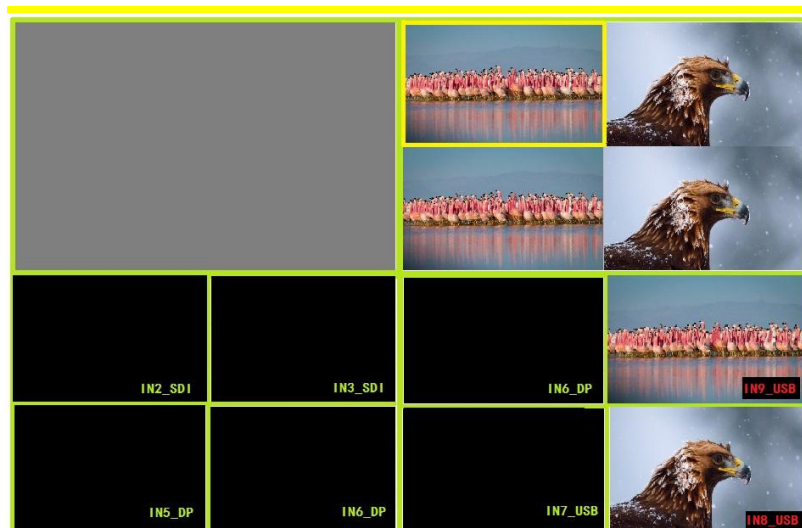 IN2_SDI
IN3_SDI
IN6_DP
IN9_USB
IN5_DP
IN6_DP
IN7_USB
IN8_USB